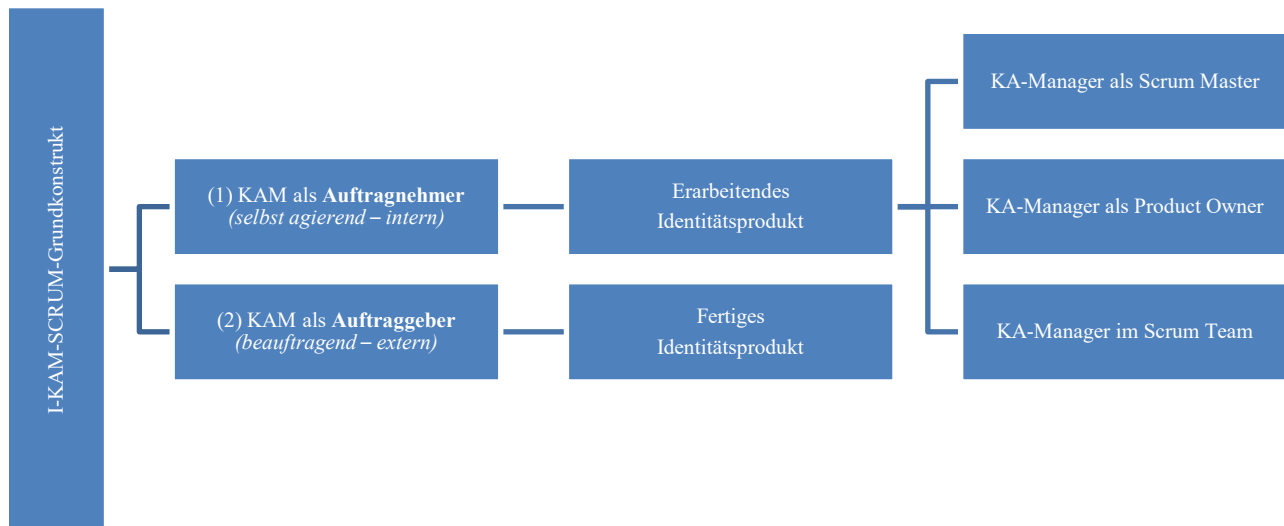 I-KAM-SCRUM-Grundkonstrukt
(1) KAM als Auftragnehmer
(selbst agierend – intern)
Erarbeitendes
Identitätsprodukt
KA-Manager als Scrum Master
KA-Manager als Product Owner
KA-Manager im Scrum Team
(2) KAM als Auftraggeber
(beauftragend – extern)
Fertiges
Identitätsprodukt